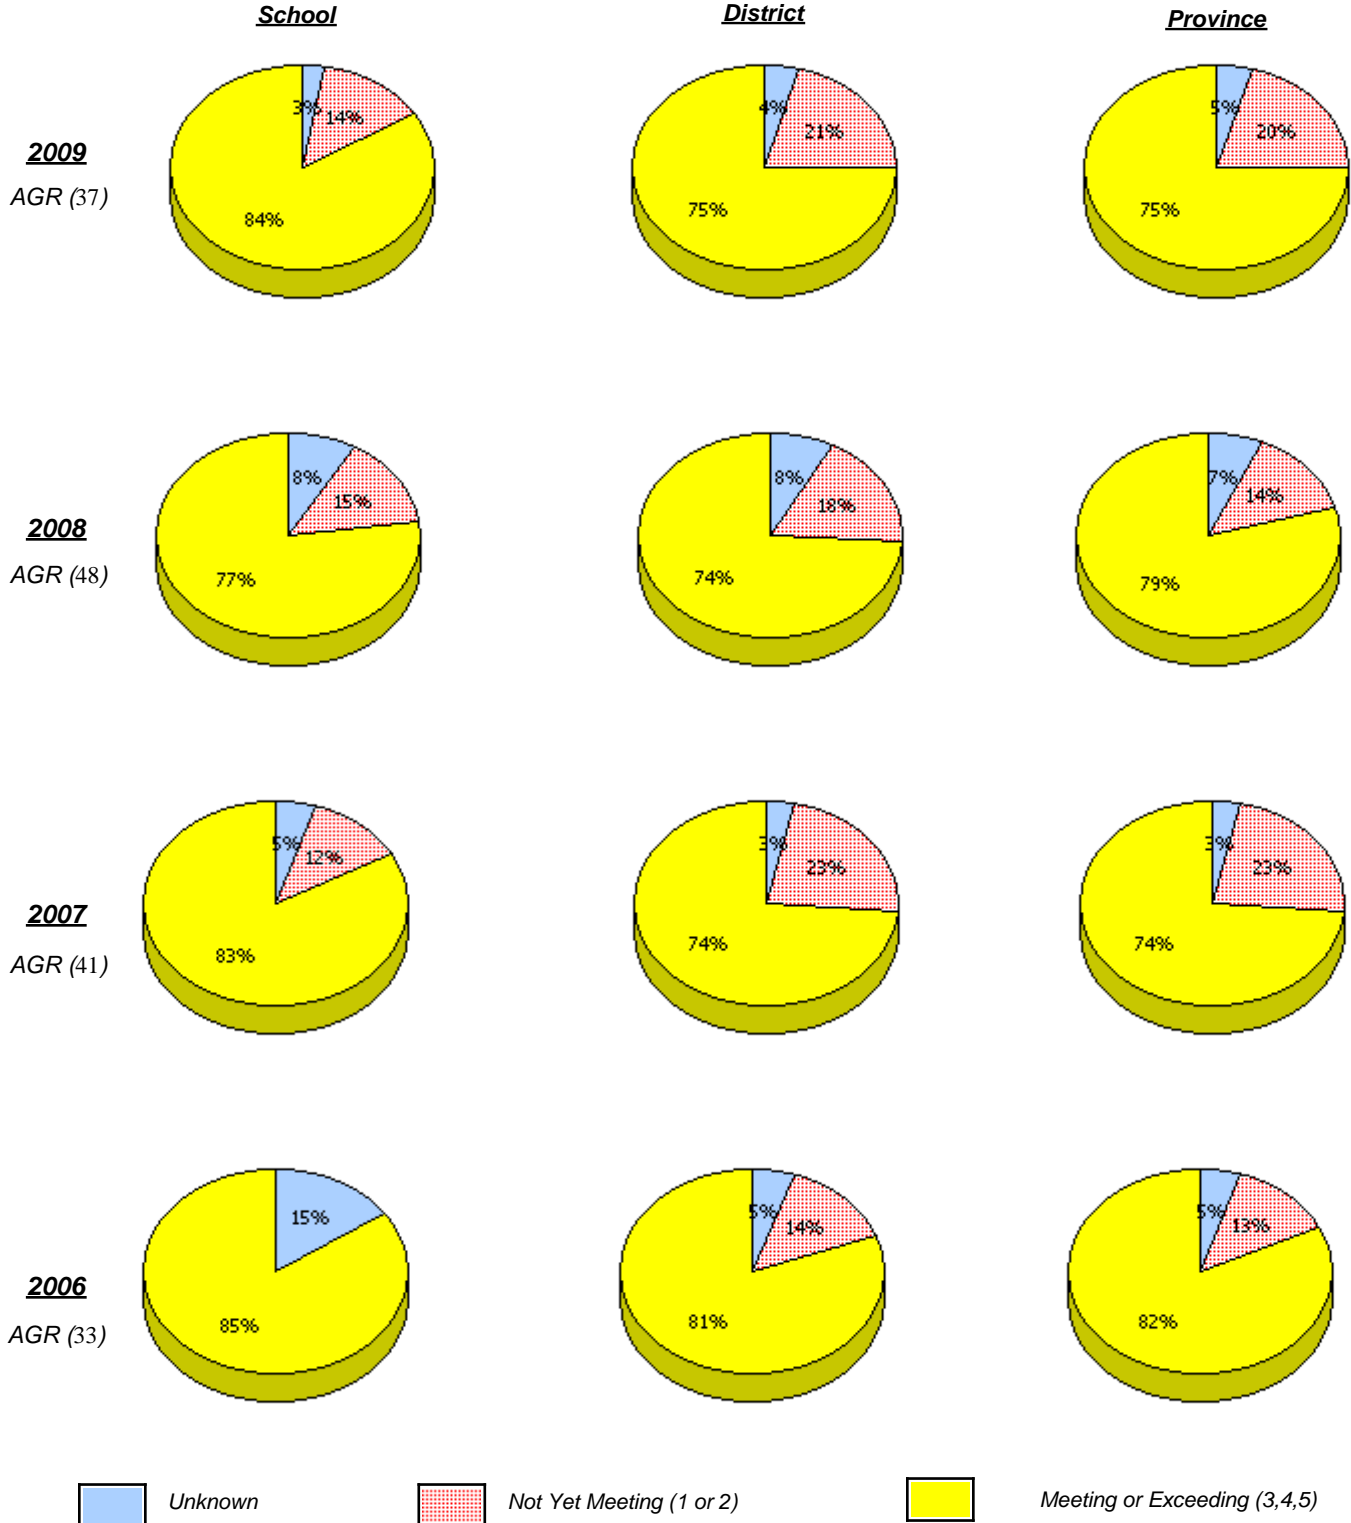 School District Province
3% 14% 84%
4% 21% 75%
5% 20% 75%
2009
AGR (37)
8% 15% 77%
8% 18% 74%
7% 14% 79%
2008
AGR (48)
5% 12% 83%
3% 23% 74%
3% 23% 74%
2007
AGR (41)
15% 85%
5% 14% 81%
5% 13% 82%
2006
AGR (33)
Unknown Not Yet Meeting (1 or 2) Meeting or Exceeding (3,4,5)